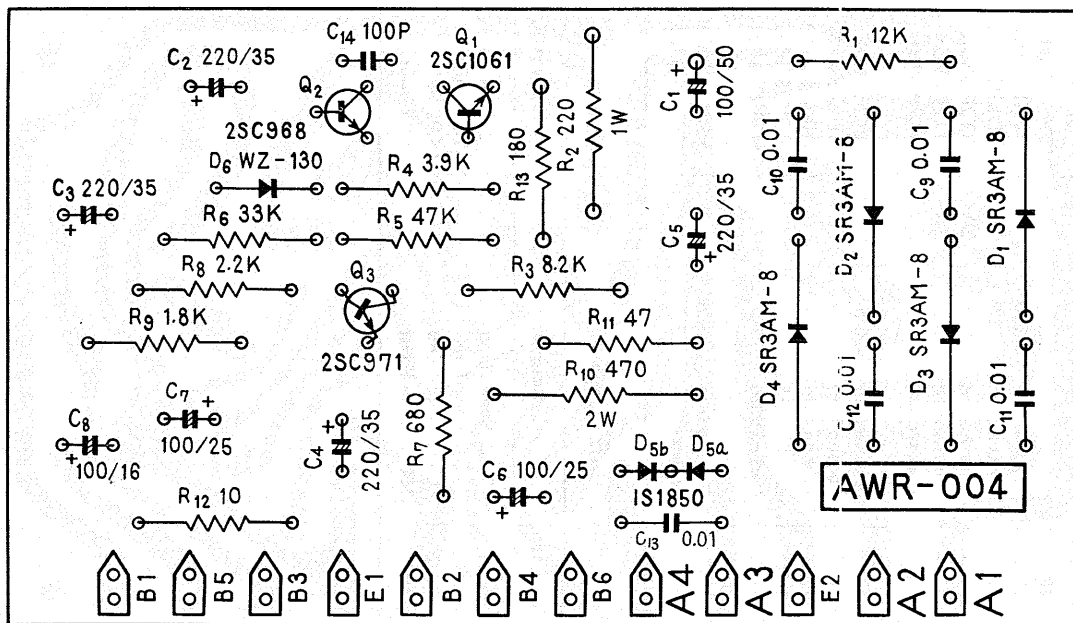 C14 100P
Q1
2SC1061
R1 12K
C2 220/35
+
Q2
2SC968
D6 WZ-130
R4 3.9K
R13 180
R2 220
1W
C1
+
100/50
C10 0.01
D2 SR3AM-8
C9 0.01
D1 SR3AM-8
C3 220/35
+
R6 33K
R5 47K
C5
+
220/35
R8 2.2K
Q3
2SC971
R3 8.2K
R9 1.8K
R11 47
R10 470
2W
D4 SR3AM-8
C12 0.01
D3 SR3AM-8
C11 0.01
C7
+
100/25
C8
+
100/16
C4
+
220/35
R7 680
C6 100/25
+
D5b D5a
IS1850
C13 0.01
AWR-004
R12 10
B1 B5 B3 E1 B2 B4 B6 A4 A3 E2 A2 A1